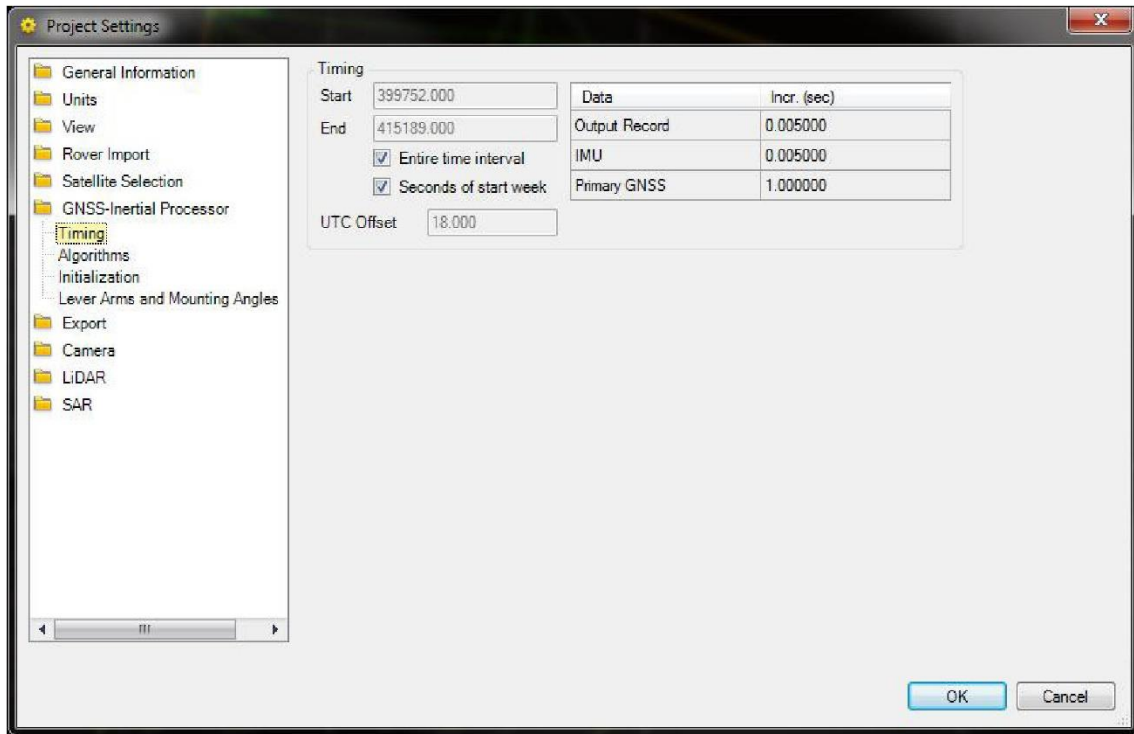 Project Settings
General Information
Units
View
Rover Import
Satellite Selection
GNSS-Inertial Processor
Timing
Algorithms
Initialization
Lever Arms and Mounting Angles
Export
Camera
LiDAR
SAR
Timing
Start 399752.000
End 415189.000
Entire time interval
Seconds of start week
UTC Offset 18.000
Data Incr. (sec)
Output Record 0.005000
IMU 0.005000
Primary GNSS 1.000000
OK Cancel